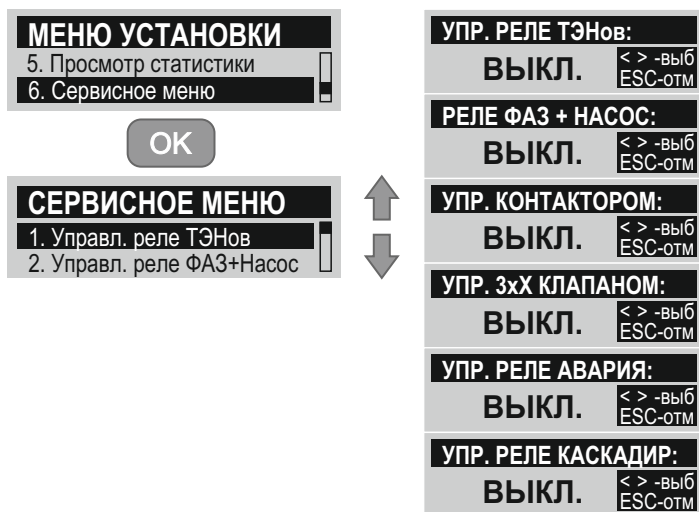 МЕНЮ УСТАНОВКИ
5. Просмотр статистики
6. Сервисное меню
OK
СЕРВИСНОЕ МЕНЮ
1. Управл. реле ТЭНов
2. Управл. реле ФАЗ+Насос
УПР. РЕЛЕ ТЭНов:
ВЫКЛ.
< > -выб
ESC-отм
РЕЛЕ ФАЗ + НАСОС:
ВЫКЛ.
< > -выб
ESC-отм
УПР. КОНТАКТОРОМ:
ВЫКЛ.
< > -выб
ESC-отм
УПР. 3хХ КЛАПАНОМ:
ВЫКЛ.
< > -выб
ESC-отм
УПР. РЕЛЕ АВАРИЯ:
ВЫКЛ.
< > -выб
ESC-отм
УПР. РЕЛЕ КАСКАДИР:
ВЫКЛ.
< > -выб
ESC-отм